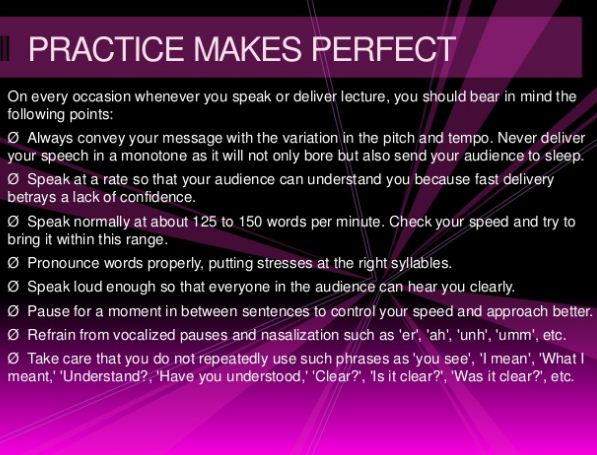 PRACTICE MAKES PERFECT
On every occasion whenever you speak or deliver lecture, you should bear in mind the
following points:
Ø Always convey your message with the variation in the pitch and tempo. Never deliver
your speech in a monotone as it will not only bore but also send your audience to sleep.
Ø Speak at a rate so that your audience can understand you because fast delivery
betrays a lack of confidence.
Ø Speak normally at about 125 to 150 words per minute. Check your speed and try to
bring it within this range.
Ø Pronounce words properly, putting stresses at the right syllables.
Ø Speak loud enough so that everyone in the audience can hear you clearly.
Ø Pause for a moment in between sentences to control your speed and approach better.
Ø Refrain from vocalized pauses and nasalization such as 'er', 'ah', 'unh', 'umm', etc.
Ø Take care that you do not repeatedly use such phrases as 'you see', 'I mean', 'What I
meant,' 'Understand?, 'Have you understood,' 'Clear?', 'Is it clear?', 'Was it clear?', etc.